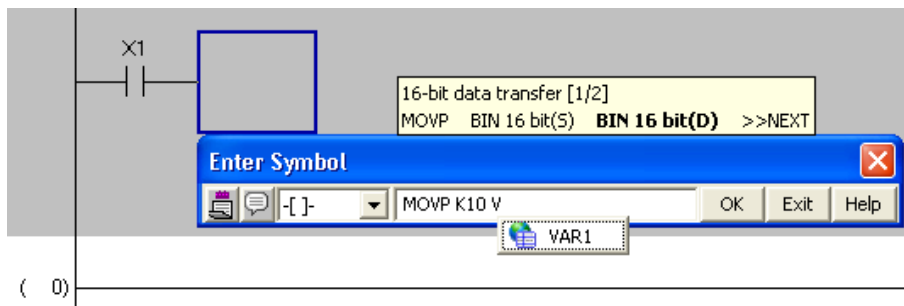 X1
16-bit data transfer [1/2]
MOVP BIN 16 bit(S) BIN 16 bit(D) >>NEXT
Enter Symbol
-[ ]- MOVP K10 V OK Exit Help
VAR1
( 0)